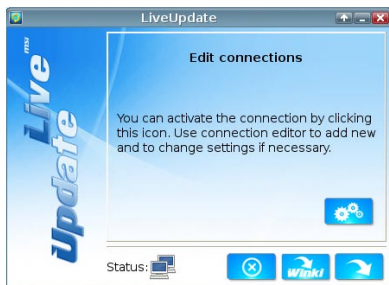 LiveUpdate
msi
Live
Update
Edit connections
You can activate the connection by clicking
this icon. Use connection editor to add new
and to change settings if necessary.
Status:
Winki